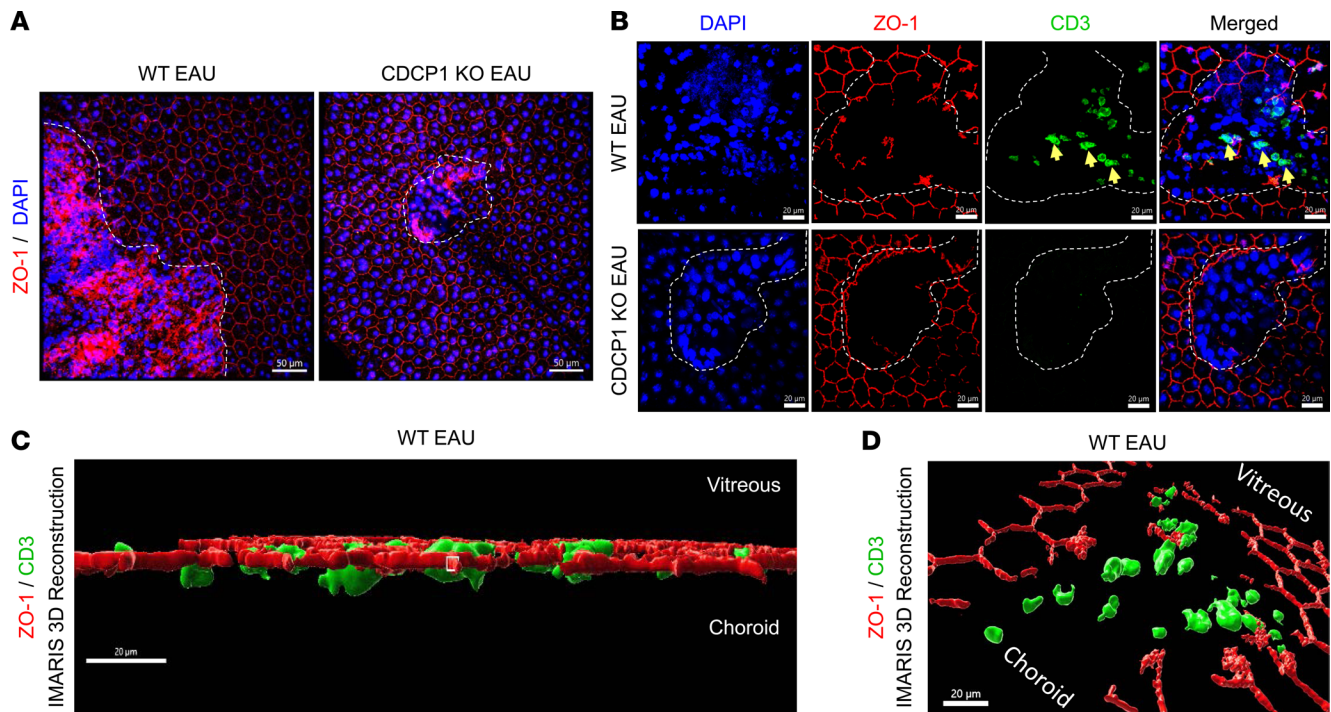 A
WT EAU
CDCP1 KO EAU
ZO-1 / DAPI
50 µm
50 µm
B
DAPI
ZO-1
CD3
Merged
WT EAU
20 µm
20 µm
20 µm
20 µm
CDCP1 KO EAU
20 µm
20 µm
20 µm
20 µm
C
WT EAU
ZO-1 / CD3
IMARIS 3D Reconstruction
Vitreous
Choroid
20 µm
D
WT EAU
ZO-1 / CD3
IMARIS 3D Reconstruction
Vitreous
Choroid
20 µm